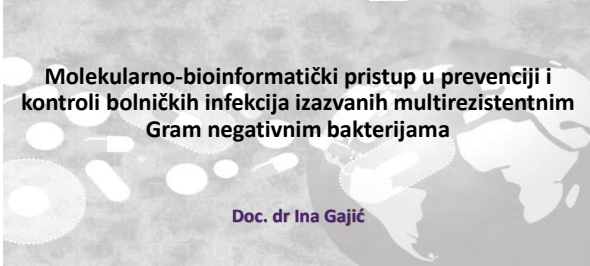 Molekularno-bioinformatički pristup u prevenciji i
kontroli bolničkih infekcija izazvanih multirezistentnim
Gram negativnim bakterijama
Doc. dr Ina Gajić